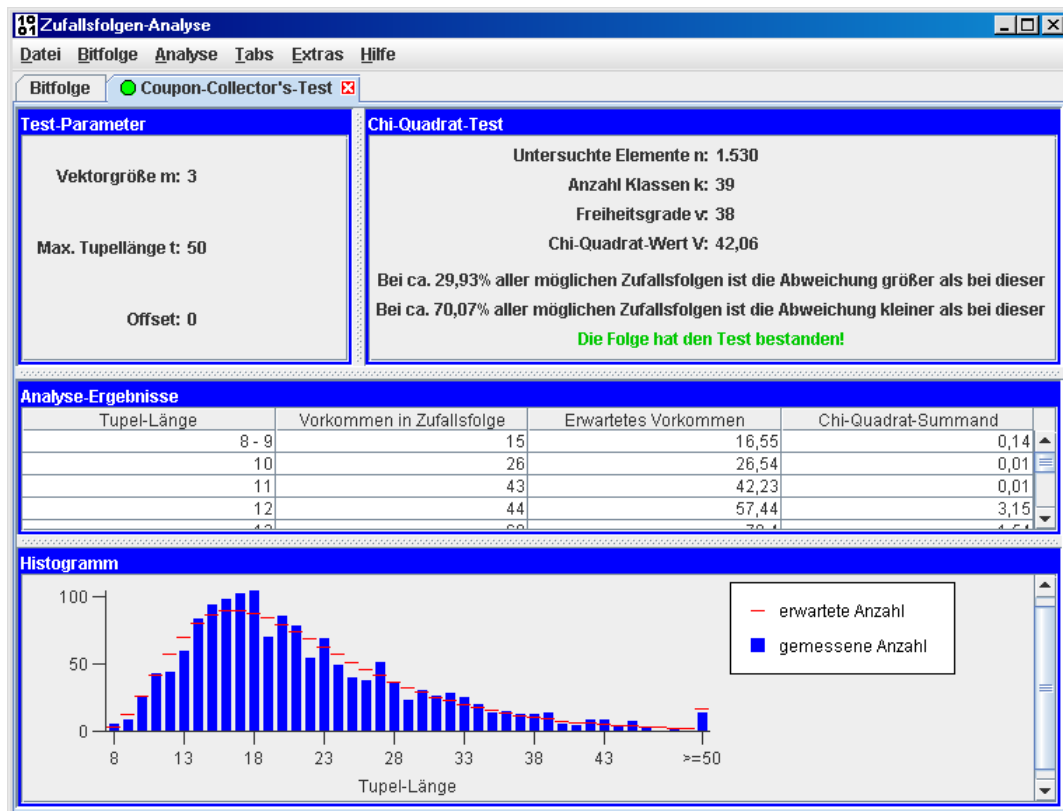 Zufallsfolgen-Analyse
Datei Bitfolge Analyse Tabs Extras Hilfe
Bitfolge Coupon-Collector's-Test
Test-Parameter
Vektorgröße m: 3
Max. Tupellänge t: 50
Offset: 0
Chi-Quadrat-Test
Untersuchte Elemente n: 1.530
Anzahl Klassen k: 39
Freiheitsgrade v: 38
Chi-Quadrat-Wert V: 42,06
Bei ca. 29,93% aller möglichen Zufallsfolgen ist die Abweichung größer als bei dieser
Bei ca. 70,07% aller möglichen Zufallsfolgen ist die Abweichung kleiner als bei dieser
Die Folge hat den Test bestanden!
Analyse-Ergebnisse
Tupel-Länge Vorkommen in Zufallsfolge Erwartetes Vorkommen Chi-Quadrat-Summand
8 - 9 15 16,55 0,14
10 26 26,54 0,01
11 43 42,23 0,01
12 44 57,44 3,15
Histogramm
100
50
0
8 13 18 23 28 33 38 43 >=50
Tupel-Länge
erwartete Anzahl
gemessene Anzahl